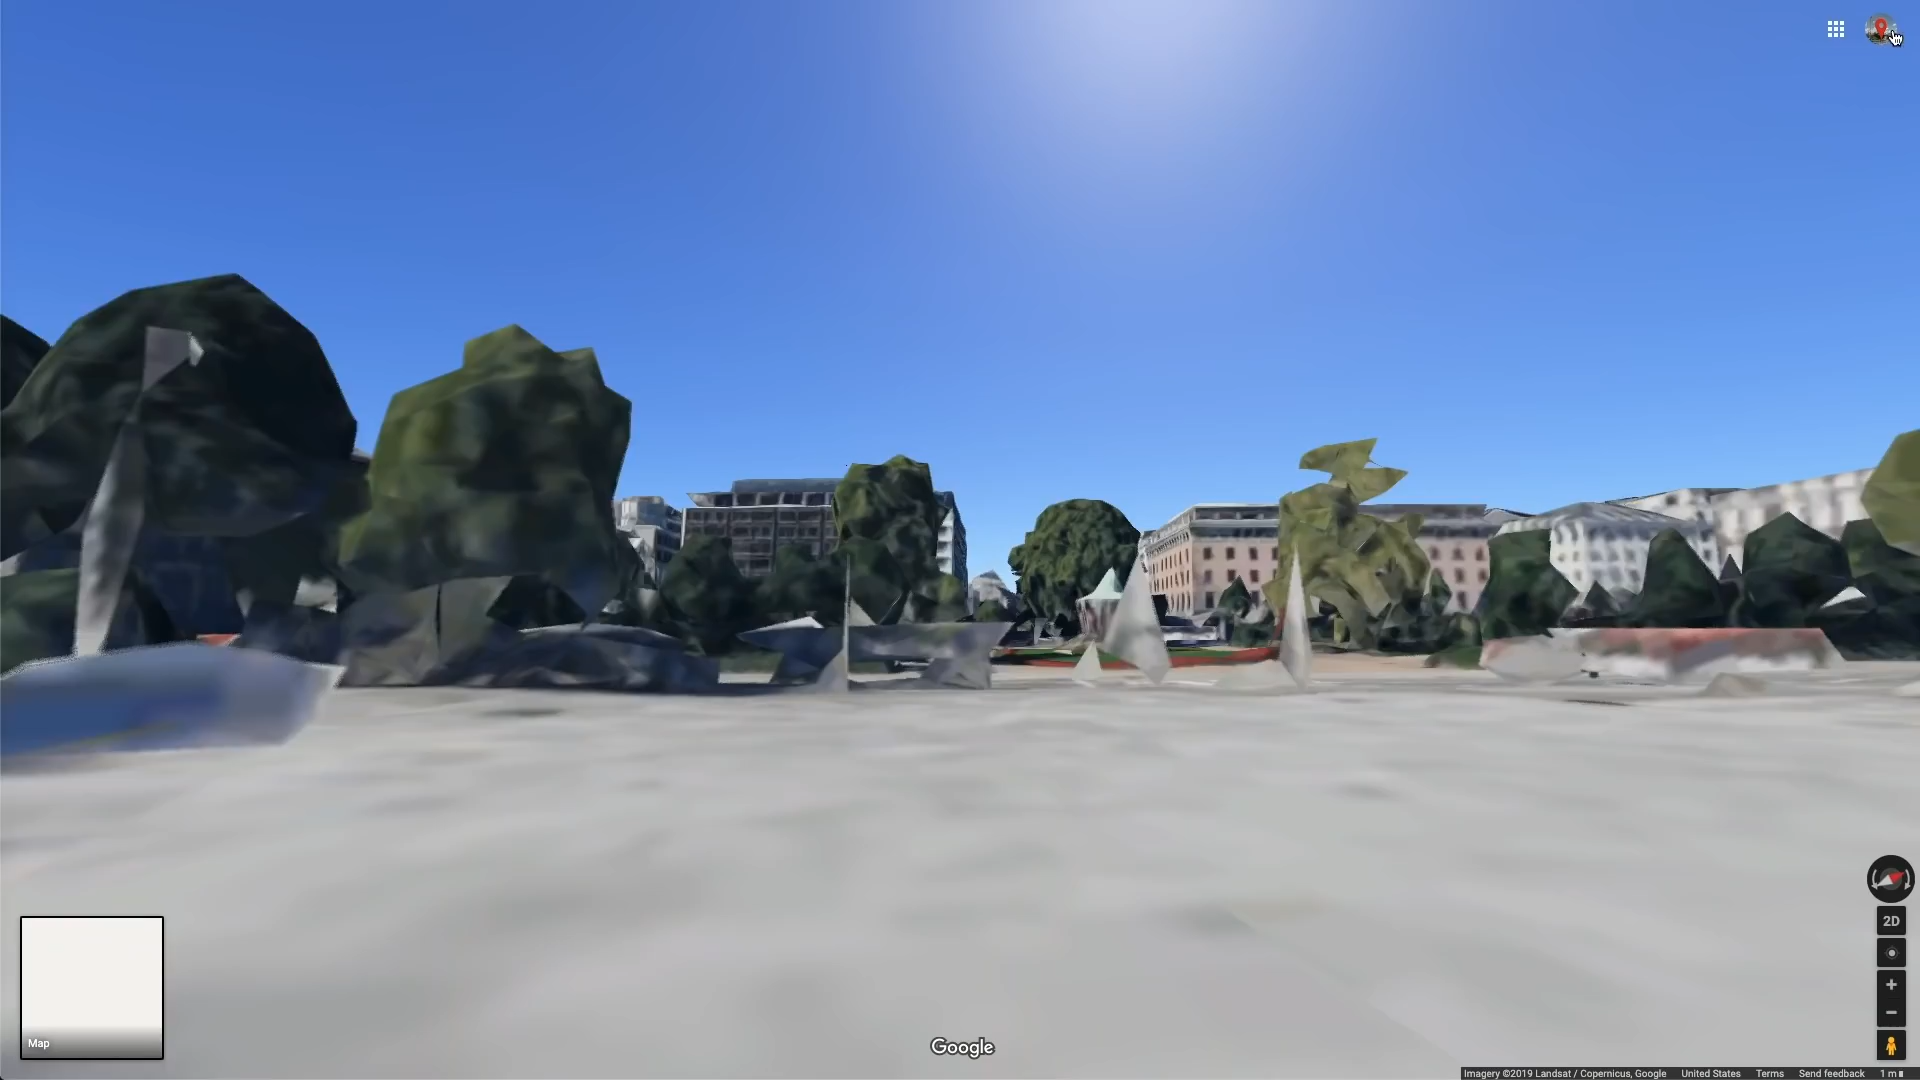 2D
Map
Google
Imagery ©2019 Landsat / Copernicus, Google United States Terms Send feedback 1 m